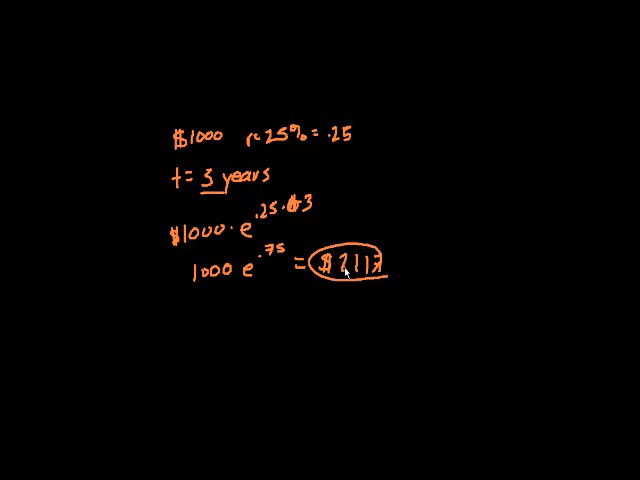 $1000 r=25%=.25
t=3 years
$1000·e^.25·3
1000 e^.75 = $2117